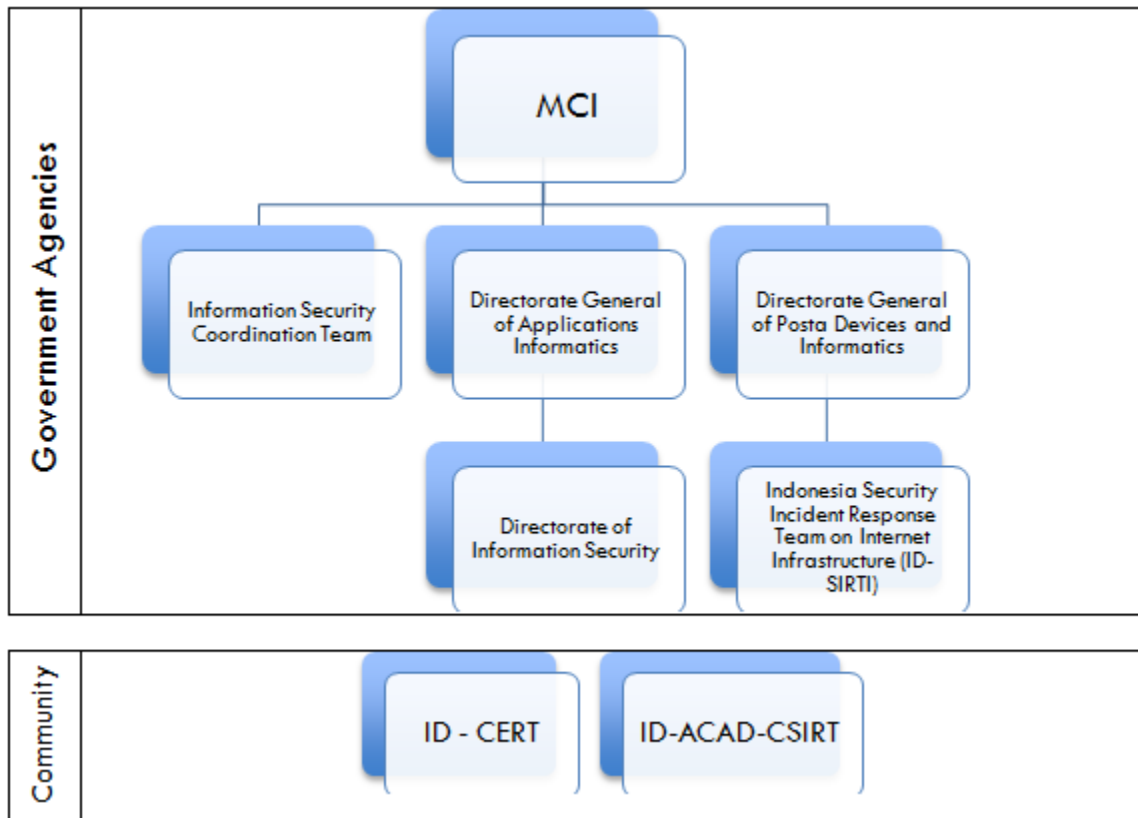 Government Agencies
MCI
Information Security
Coordination Team
Directorate General
of Applications
Informatics
Directorate General
of Posta Devices and
Informatics
Directorate of
Information Security
Indonesia Security
Incident Response
Team on Internet
Infrastructure (ID-
SIRTI)
Community
ID - CERT
ID-ACAD-CSIRT